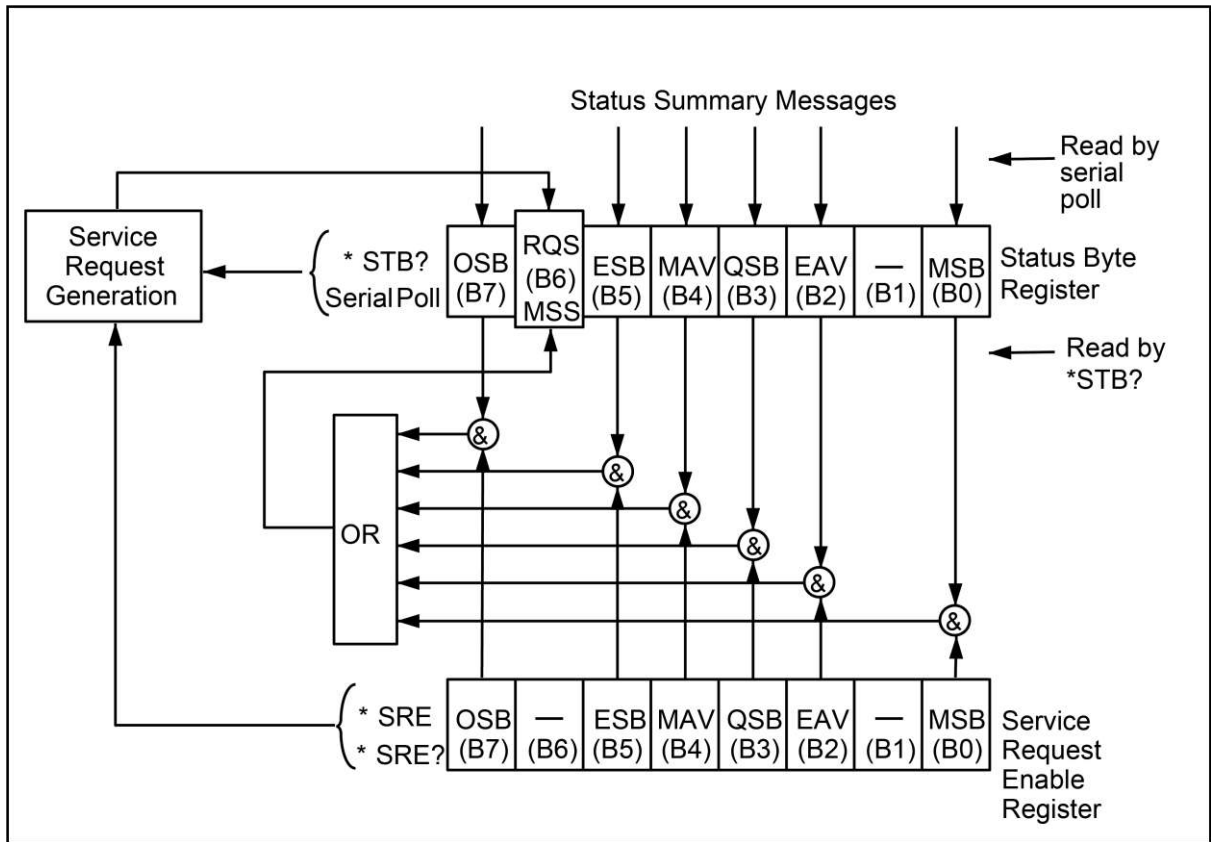 Status Summary Messages
Read by
serial
poll
Service
Request
Generation
* STB?
Serial Poll
OSB
(B7)
RQS
(B6)
MSS
ESB
(B5)
MAV
(B4)
QSB
(B3)
EAV
(B2)
—
(B1)
MSB
(B0)
Status Byte
Register
Read by
*STB?
&
&
&
&
&
&
OR
* SRE
* SRE?
OSB
(B7)
—
(B6)
ESB
(B5)
MAV
(B4)
QSB
(B3)
EAV
(B2)
—
(B1)
MSB
(B0)
Service
Request
Enable
Register